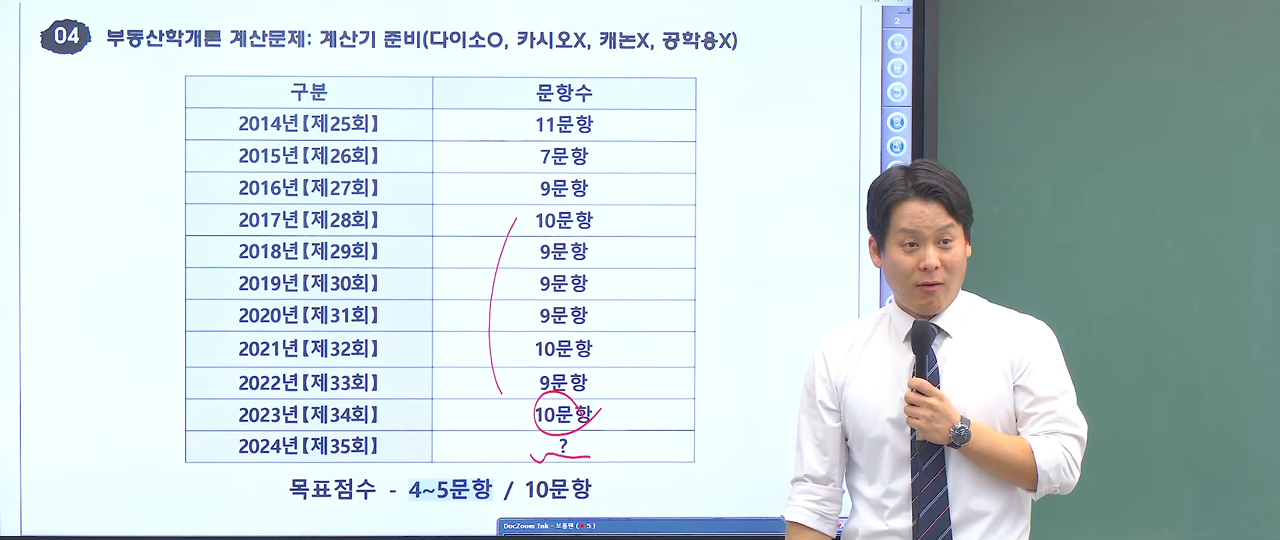 04 부동산학개론 계산문제: 계산기 준비(다이소O, 카시오X, 캐논X, 공학용X)
구분 문항수
2014년【제25회】 11문항
2015년【제26회】 7문항
2016년【제27회】 9문항
2017년【제28회】 10문항
2018년【제29회】 9문항
2019년【제30회】 9문항
2020년【제31회】 9문항
2021년【제32회】 10문항
2022년【제33회】 9문항
2023년【제34회】 10문항
2024년【제35회】 ?
목표점수 - 4~5문항 / 10문항
DocZoom Ink - 보통펜 ( 5 )
2